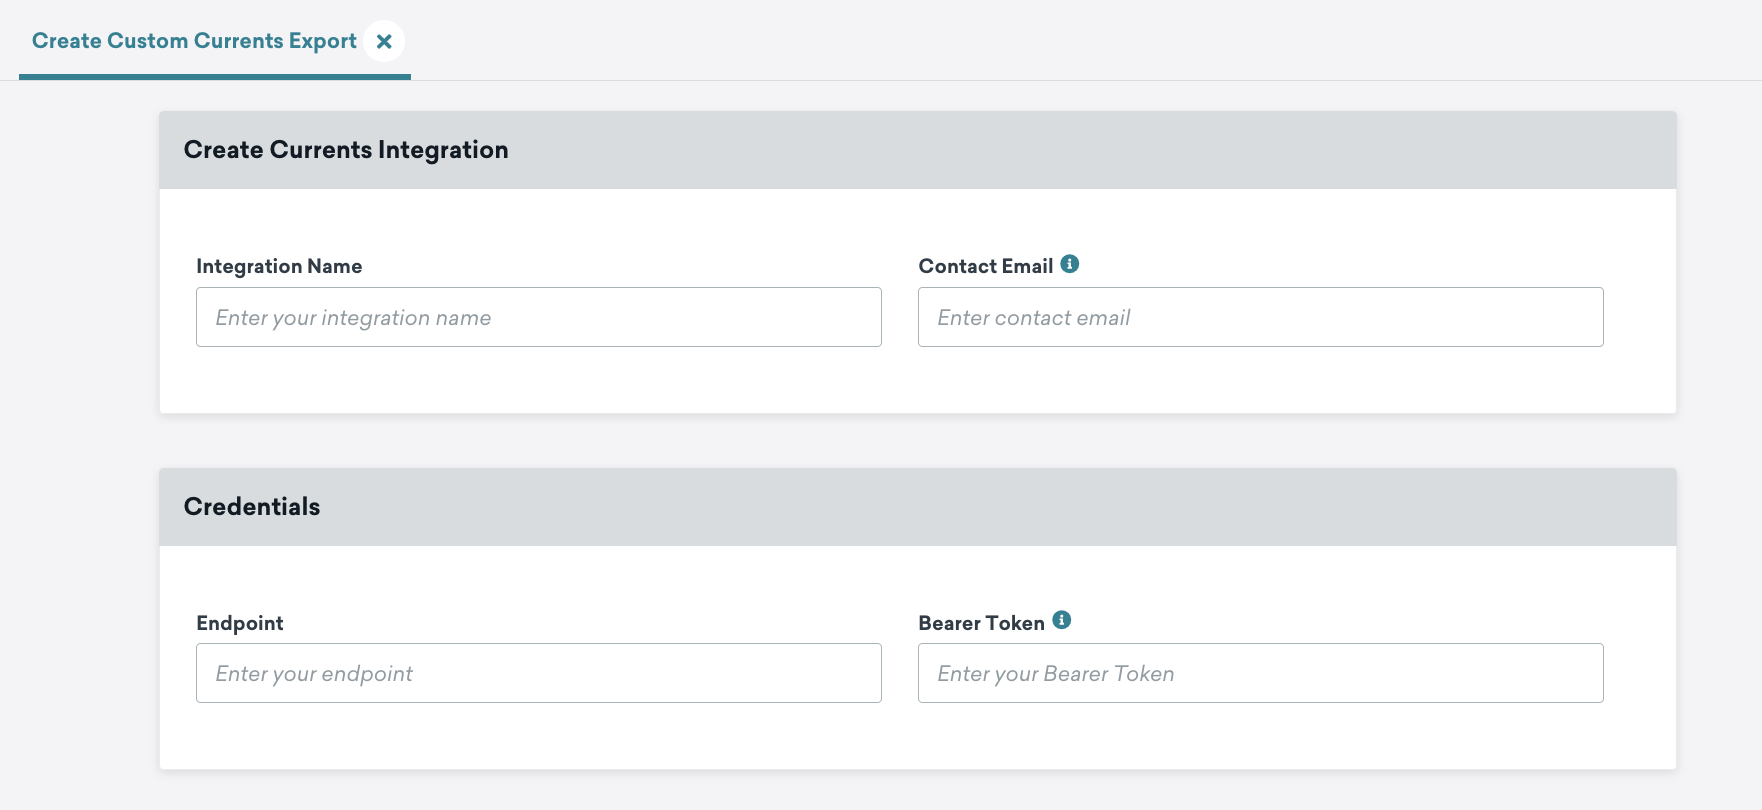 Create Custom Currents Export
Create Currents Integration
Integration Name
Contact Email
Enter your integration name
Enter contact email
Credentials
Endpoint
Bearer Token
Enter your endpoint
Enter your Bearer Token